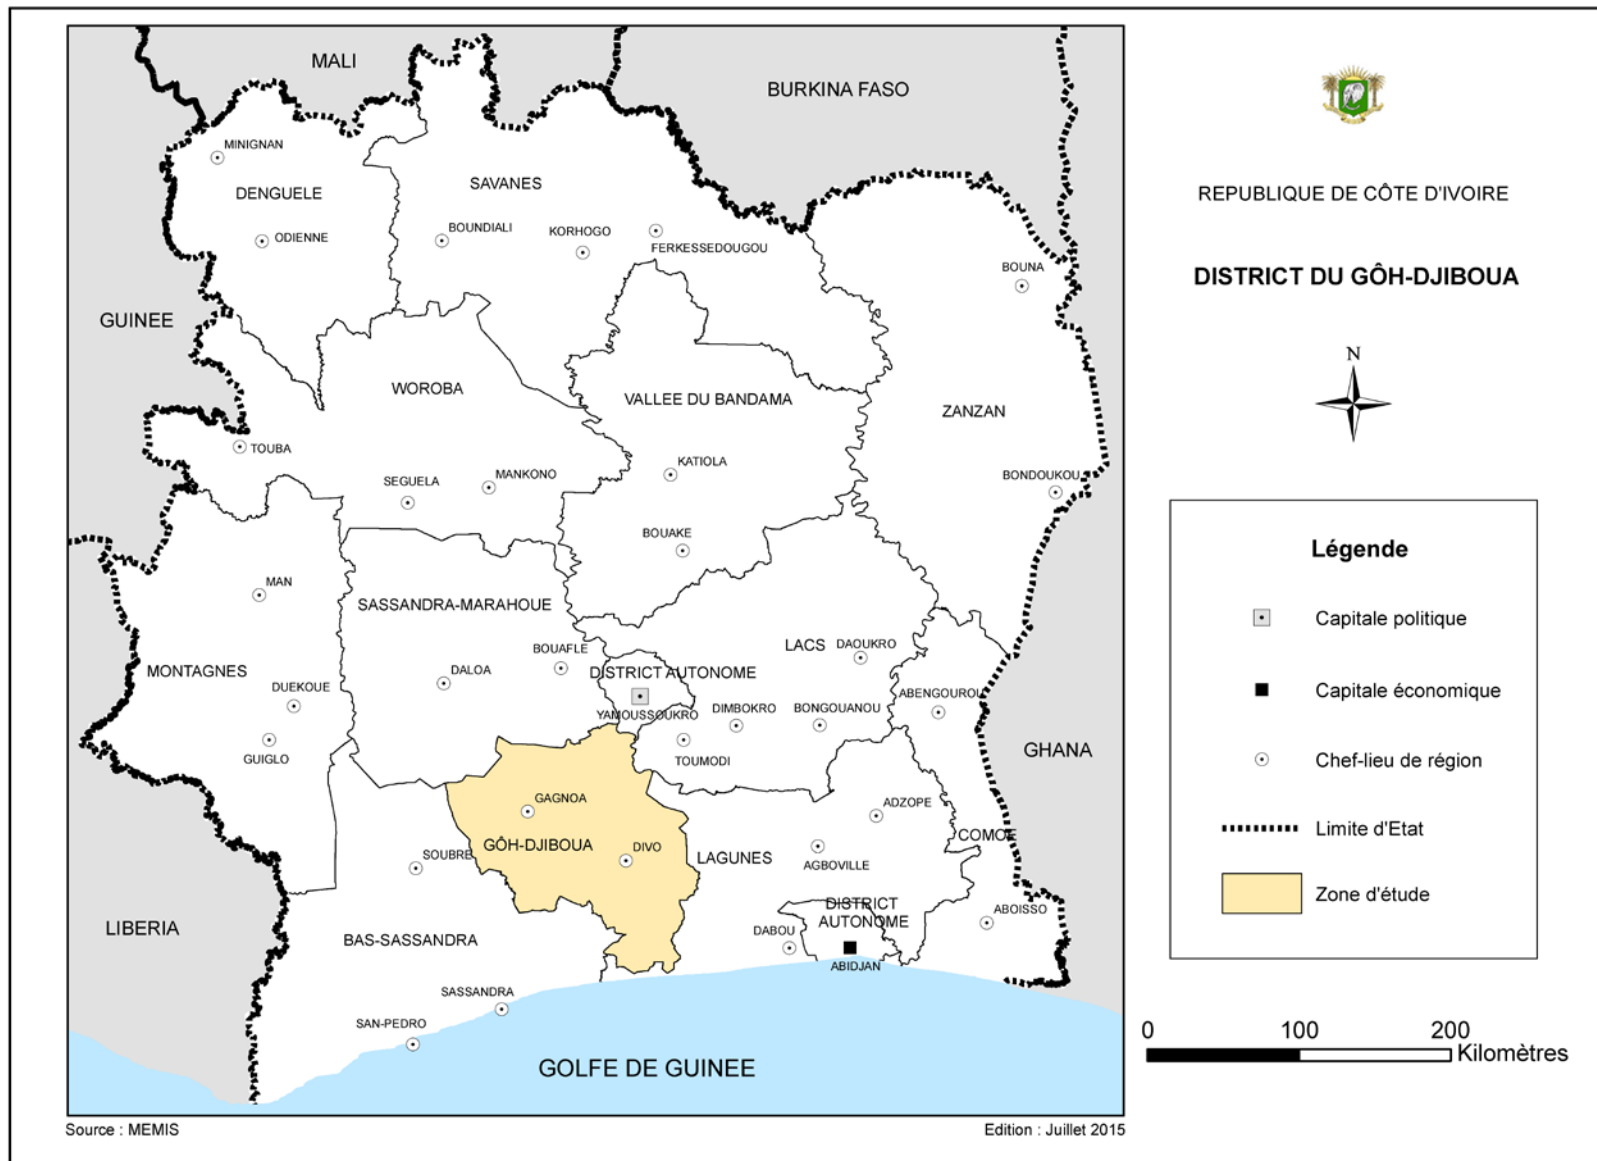 MALI
BURKINA FASO
MINIGNAN
DENGUELE
SAVANES
ODIENNE
BOUNDIALI
KORHOGO
FERKESSEDOUGOU
BOUNA
GUINEE
WOROBA
VALLEE DU BANDAMA
ZANZAN
TOUBA
SEGUELA
MANKONO
KATIOLA
BONDOUKOU
BOUAKE
MAN
SASSANDRA-MARAHOUE
BOUAFLE
LACS
DAOUKRO
MONTAGNES
DALOA
DISTRICT AUTONOME
DUEKOUE
YAMOUSSOUKRO
DIMBOKRO
BONGOUANOU
ABENGOUROU
GUIGLO
TOUMODI
GHANA
GAGNOA
ADZOPE
SOUBRE
GÔH-DJIBOUA
DIVO
LAGUNES
AGBOVILLE
COMOE
LIBERIA
BAS-SASSANDRA
DABOU
DISTRICT
AUTONOME
ABOISSO
ABIDJAN
SASSANDRA
SAN-PEDRO
GOLFE DE GUINEE
Source : MEMIS
Edition : Juillet 2015
REPUBLIQUE DE CÔTE D'IVOIRE
DISTRICT DU GÔH-DJIBOUA
N
Légende
Capitale politique
Capitale économique
Chef-lieu de région
Limite d'Etat
Zone d'étude
0 100 200
Kilomètres